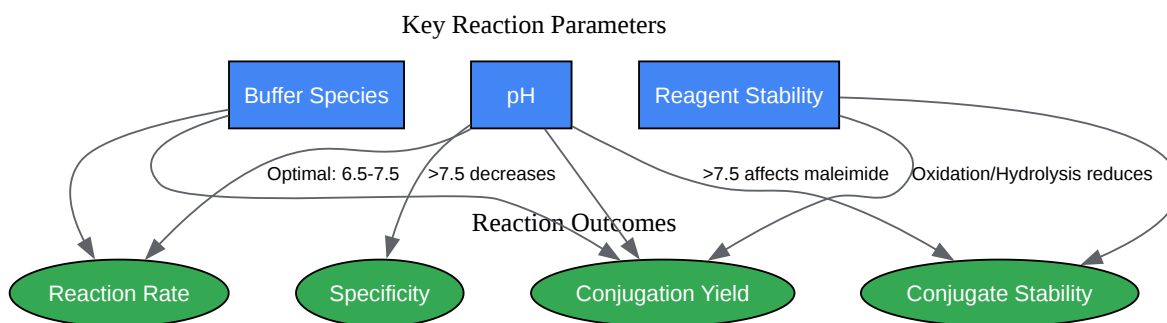 Key Reaction Parameters
Buffer Species
pH
Reagent Stability
Optimal: 6.5-7.5
>7.5 decreases
>7.5 affects maleimide
Oxidation/Hydrolysis reduces
Reaction Outcomes
Reaction Rate
Specificity
Conjugation Yield
Conjugate Stability